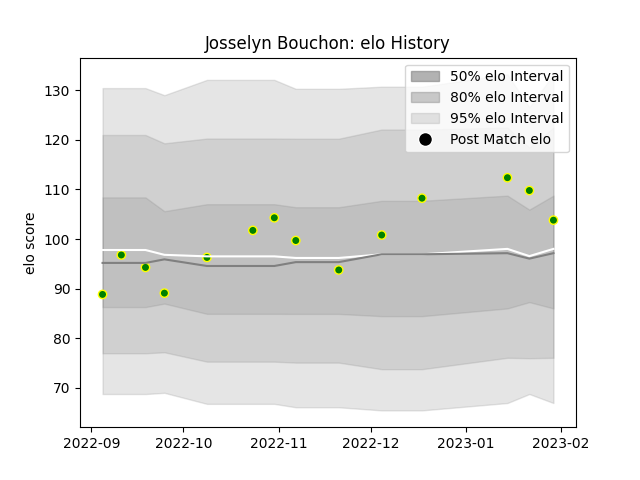 Josselyn Bouchon: elo History
50% elo Interval
80% elo Interval
95% elo Interval
Post Match elo
elo score
130
120
110
100
90
80
70
2022-09 2022-10 2022-11 2022-12 2023-01 2023-02